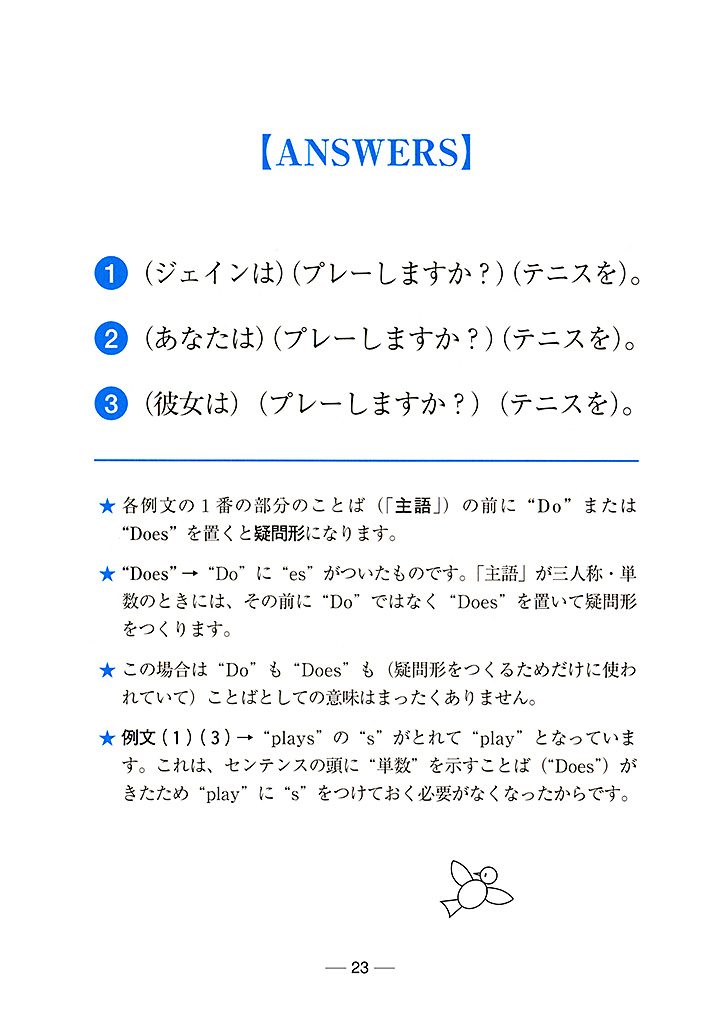 【ANSWERS】
1 （ジェインは）（プレーしますか？）（テニスを）。
2 （あなたは）（プレーしますか？）（テニスを）。
3 （彼女は）（プレーしますか？）（テニスを）。
★ 各例文の１番の部分のことば（「主語」）の前に “Do” または
“Does” を置くと疑問形になります。
★ “Does”→ “Do” に “es” がついたものです。「主語」が三人称・単
数のときには、その前に “Do” ではなく “Does” を置いて疑問形
をつくります。
★ この場合は “Do” も “Does” も（疑問形をつくるためだけに使わ
れていて）ことばとしての意味はまったくありません。
★ 例文（1）（3）→ “plays” の “s” がとれて “play” となっていま
す。これは、センテンスの頭に “単数” を示すことば（“Does”）が
きたため “play” に “s” をつけておく必要がなくなったからです。
— 23 —